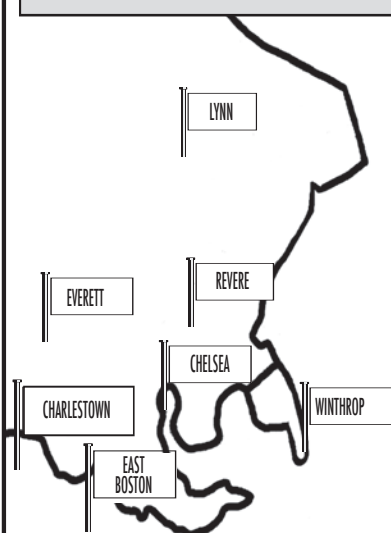 LYNN
REVERE
EVERETT
CHELSEA
CHARLESTOWN
WINTHROP
EAST
BOSTON